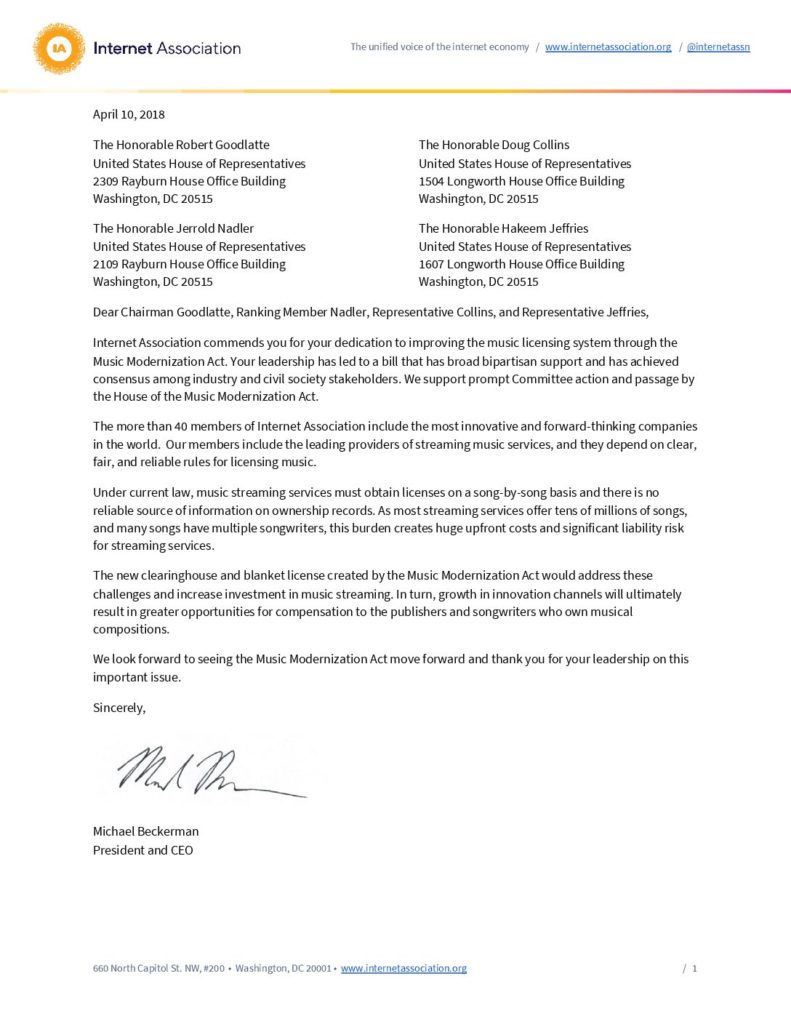 IA
Internet Association
The unified voice of the internet economy / www.internetassociation.org / @internetassn
April 10, 2018
The Honorable Robert Goodlatte
United States House of Representatives
2309 Rayburn House Office Building
Washington, DC 20515
The Honorable Doug Collins
United States House of Representatives
1504 Longworth House Office Building
Washington, DC 20515
The Honorable Jerrold Nadler
United States House of Representatives
2109 Rayburn House Office Building
Washington, DC 20515
The Honorable Hakeem Jeffries
United States House of Representatives
1607 Longworth House Office Building
Washington, DC 20515
Dear Chairman Goodlatte, Ranking Member Nadler, Representative Collins, and Representative Jeffries,
Internet Association commends you for your dedication to improving the music licensing system through the
Music Modernization Act. Your leadership has led to a bill that has broad bipartisan support and has achieved
consensus among industry and civil society stakeholders. We support prompt Committee action and passage by
the House of the Music Modernization Act.
The more than 40 members of Internet Association include the most innovative and forward-thinking companies
in the world. Our members include the leading providers of streaming music services, and they depend on clear,
fair, and reliable rules for licensing music.
Under current law, music streaming services must obtain licenses on a song-by-song basis and there is no
reliable source of information on ownership records. As most streaming services offer tens of millions of songs,
and many songs have multiple songwriters, this burden creates huge upfront costs and significant liability risk
for streaming services.
The new clearinghouse and blanket license created by the Music Modernization Act would address these
challenges and increase investment in music streaming. In turn, growth in innovation channels will ultimately
result in greater opportunities for compensation to the publishers and songwriters who own musical
compositions.
We look forward to seeing the Music Modernization Act move forward and thank you for your leadership on this
important issue.
Sincerely,
Michael Beckerman
President and CEO
660 North Capitol St. NW, #200 • Washington, DC 20001 • www.internetassociation.org
/ 1